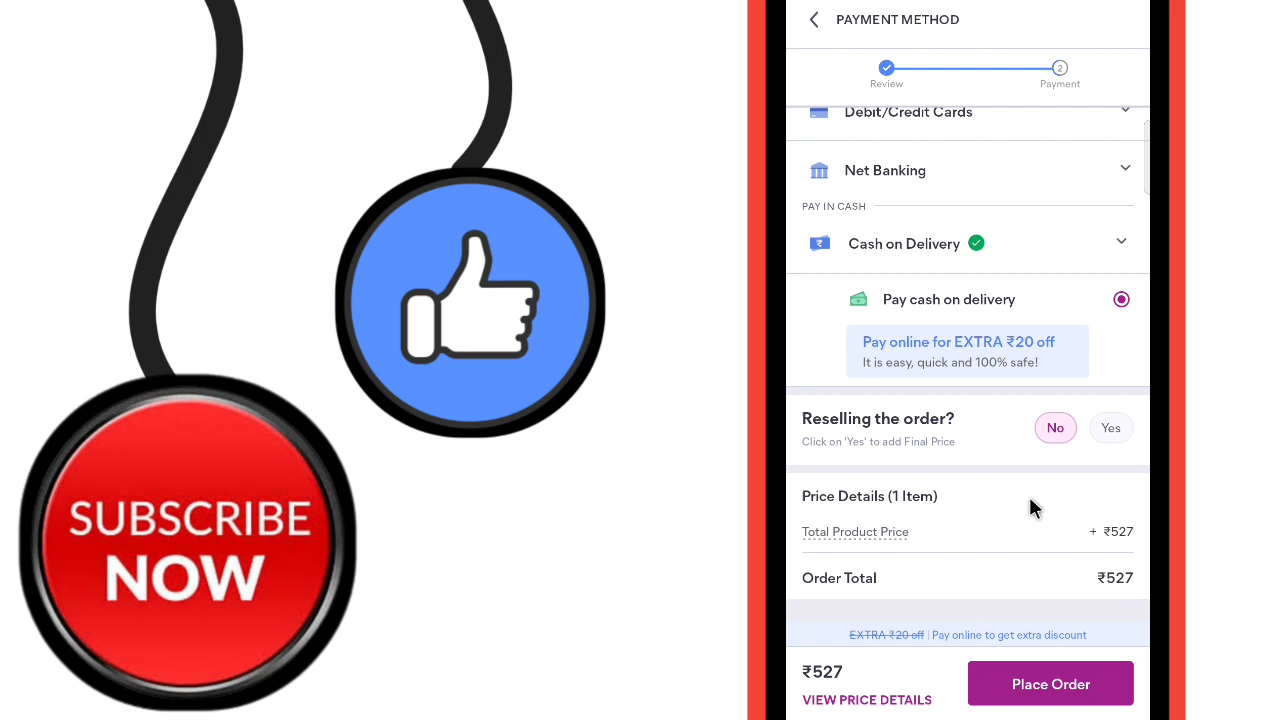 SUBSCRIBE
NOW
PAYMENT METHOD
2
Review
Payment
Debit/Credit Cards
Net Banking
PAY IN CASH
₹
Cash on Delivery
Pay cash on delivery
Pay online for EXTRA ₹20 off
It is easy, quick and 100% safe!
Reselling the order?
No
Yes
Click on 'Yes' to add Final Price
Price Details (1 Item)
Total Product Price + ₹527
Order Total ₹527
EXTRA ₹20 off | Pay online to get extra discount
₹527
VIEW PRICE DETAILS
Place Order